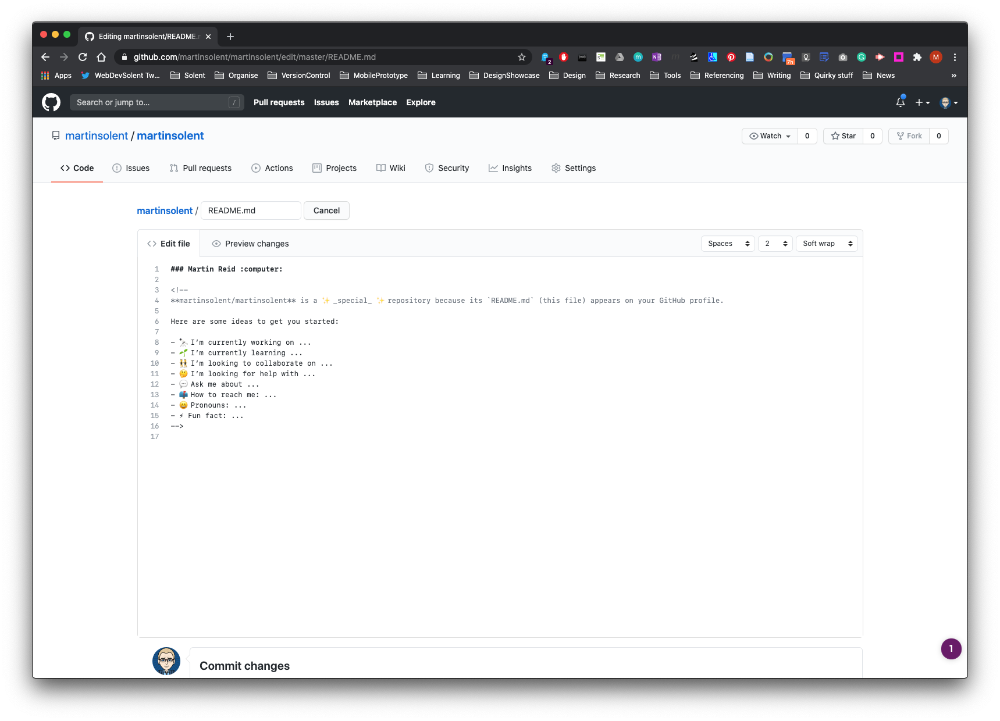 Editing martinsolent/README.m
github.com/martinsolent/martinsolent/edit/master/README.md
2
7h
M
Apps WebDevSolent Tw... Solent Organise VersionControl MobilePrototype Learning DesignShowcase Design Research Tools Referencing Writing Quirky stuff News »
Search or jump to... /
Pull requests Issues Marketplace Explore
martinsolent / martinsolent
Watch 0 Star 0 Fork 0
Code Issues Pull requests Actions Projects Wiki Security Insights Settings
martinsolent / README.md Cancel
Edit file Preview changes Spaces 2 Soft wrap
1 ### Martin Reid :computer:
2
3 <!--
4 **martinsolent/martinsolent** is a ✨ _special_ ✨ repository because its `README.md` (this file) appears on your GitHub profile.
5
6 Here are some ideas to get you started:
7
8 - 🔭 I’m currently working on ...
9 - 🌱 I’m currently learning ...
10 - 👯 I’m looking to collaborate on ...
11 - 🤔 I’m looking for help with ...
12 - 💬 Ask me about ...
13 - 📫 How to reach me: ...
14 - 😄 Pronouns: ...
15 - ⚡ Fun fact: ...
16 -->
17
1
Commit changes